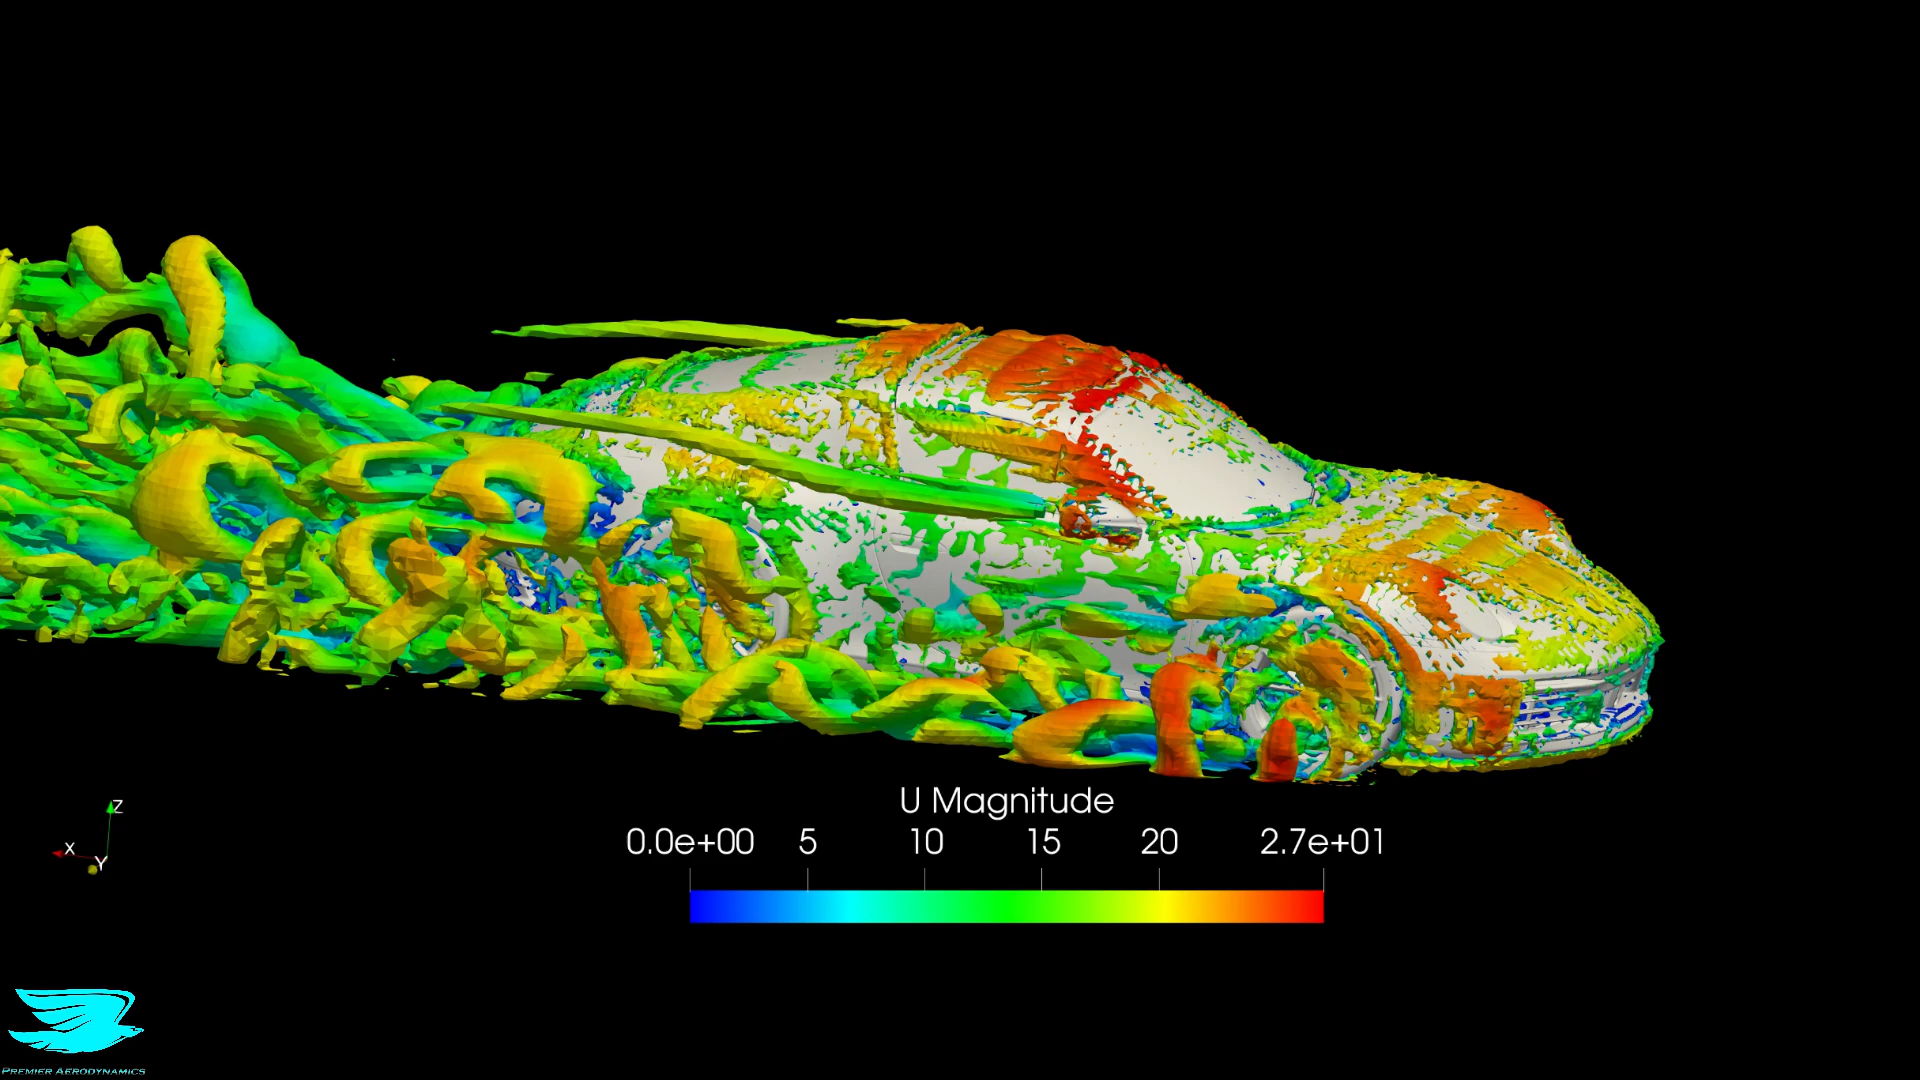 U Magnitude
0.0e+00 5 10 15 20 2.7e+01
Z
X
Y
PREMIER AERODYNAMICS